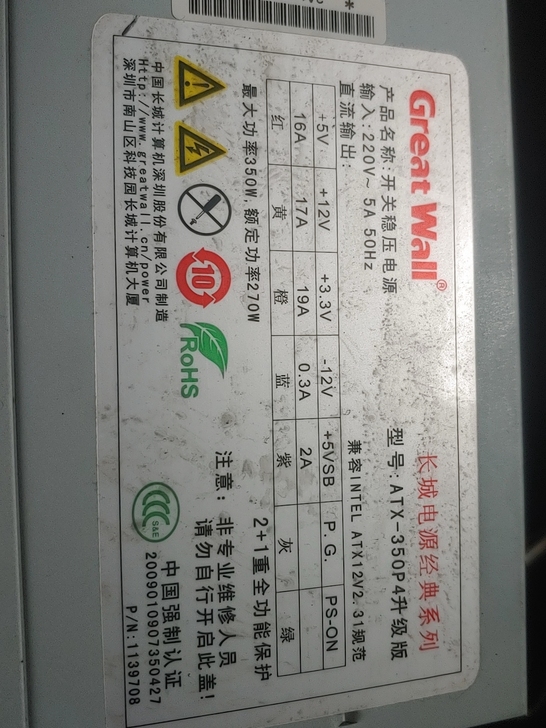 Great Wall®
长城电源经典系列
产品名称:开关稳压电源
型号:ATX-350P4升级版
输入:220V~ 5A 50Hz
兼容INTEL ATX12V2.31规范
直流输出:
+5V +12V +3.3V -12V +5VSB P.G. PS-ON
16A 17A 19A 0.3A 2A
红 黄 橙 蓝 紫 灰 绿
最大功率350W,额定功率270W
2+1重全功能保护
10
RoHS
注意: 非专业维修人员
请勿自行开启此盖!
中国长城计算机深圳股份有限公司制造
Http://www.greatwall.cn/power
深圳市南山区科技园长城计算机大厦
S&E
中国强制认证
2009010907350427
P/N:1139708